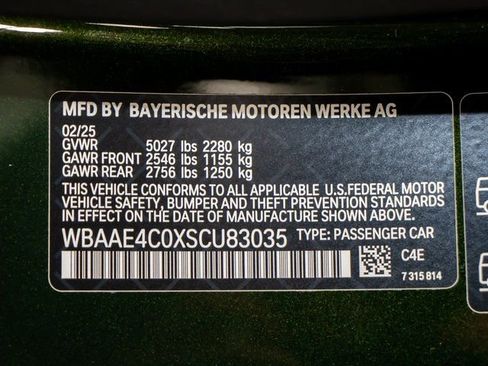 MFD BY BAYERISCHE MOTOREN WERKE AG
02/25
GVWR 5027 lbs 2280 kg
GAWR FRONT 2546 lbs 1155 kg
GAWR REAR 2756 lbs 1250 kg
THIS VEHICLE CONFORMS TO ALL APPLICABLE U.S.FEDERAL MOTOR
VEHICLE SAFETY, BUMPER AND THEFT PREVENTION STANDARDS
IN EFFECT ON THE DATE OF MANUFACTURE SHOWN ABOVE.
WBAAE4C0XSCU83035 TYPE: PASSENGER CAR
C4E
7 315 814